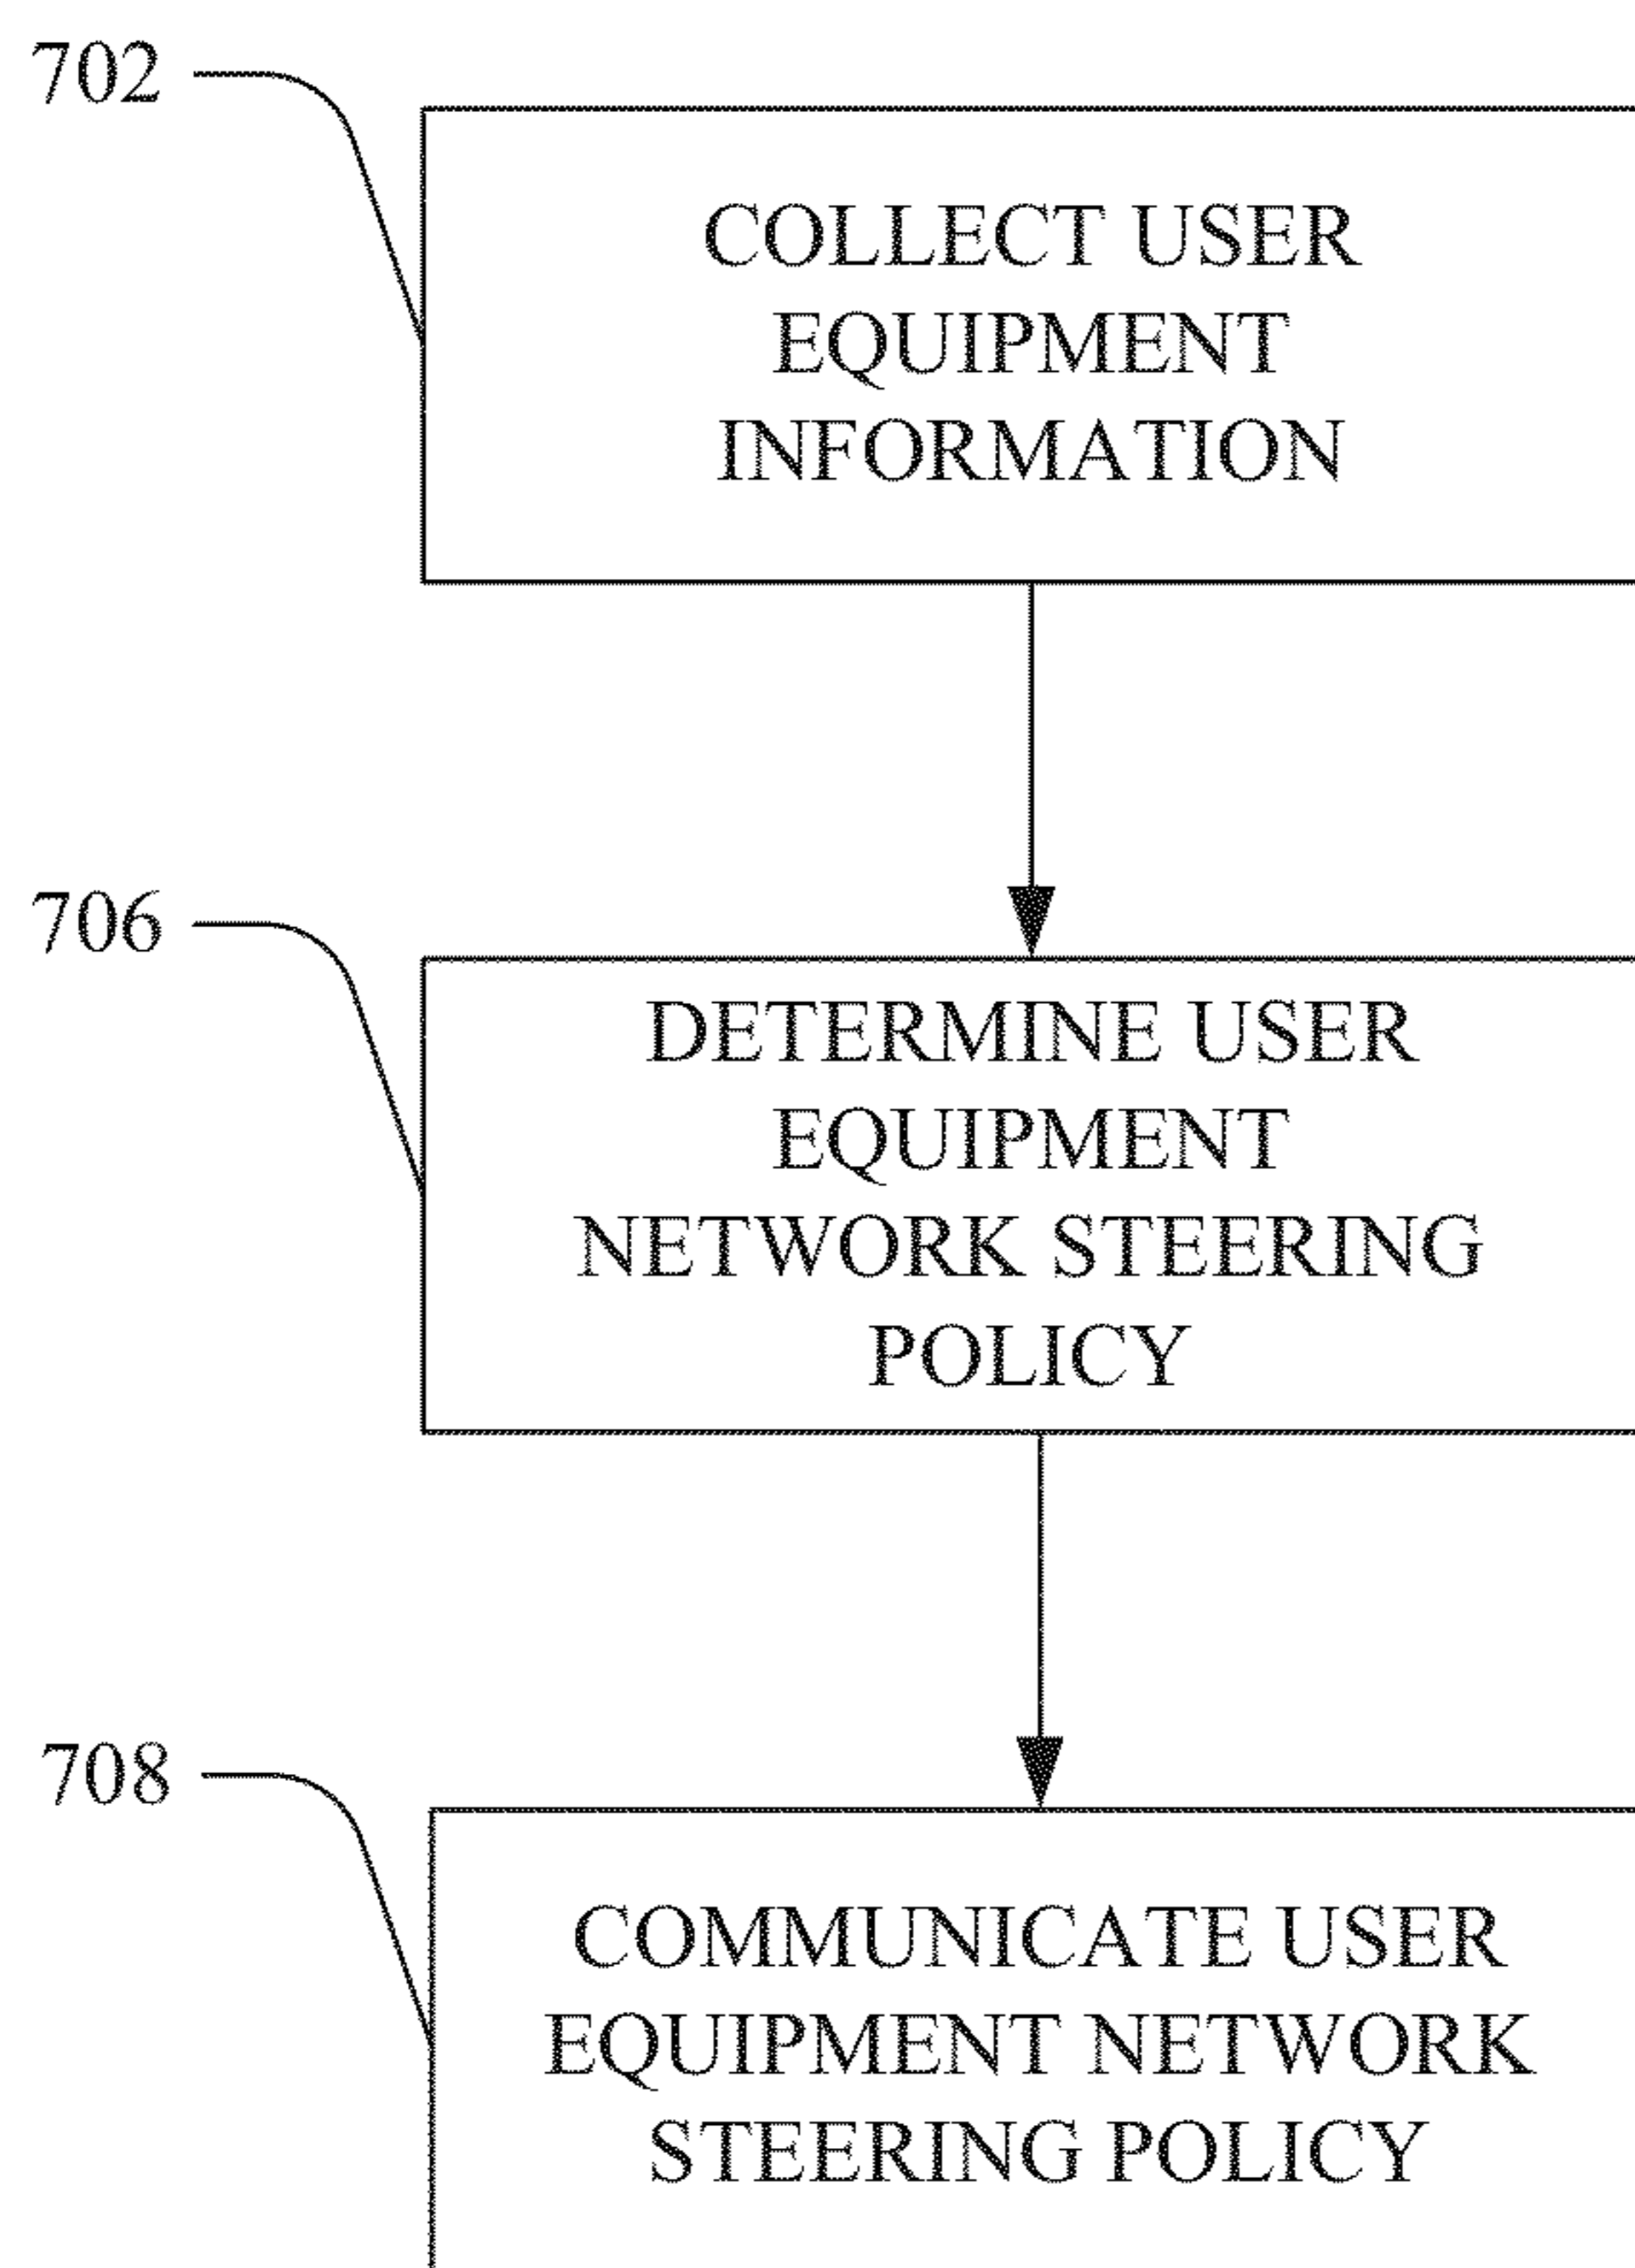 702
COLLECT USER
EQUIPMENT
INFORMATION
706
DETERMINE USER
EQUIPMENT
NETWORK STEERING
POLICY
708
COMMUNICATE USER
EQUIPMENT NETWORK
STEERING POLICY